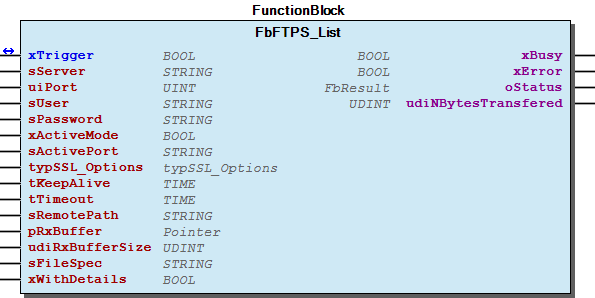 FunctionBlock
FbFTPS_List
xTrigger BOOL BOOL xBusy
sServer STRING BOOL xError
uiPort UINT FbResult oStatus
sUser STRING UDINT udiNBytesTransfered
sPassword STRING
xActiveMode BOOL
sActivePort STRING
typSSL_Options typSSL_Options
tKeepAlive TIME
tTimeout TIME
sRemotePath STRING
pRxBuffer Pointer
udiRxBufferSize UDINT
sFileSpec STRING
xWithDetails BOOL